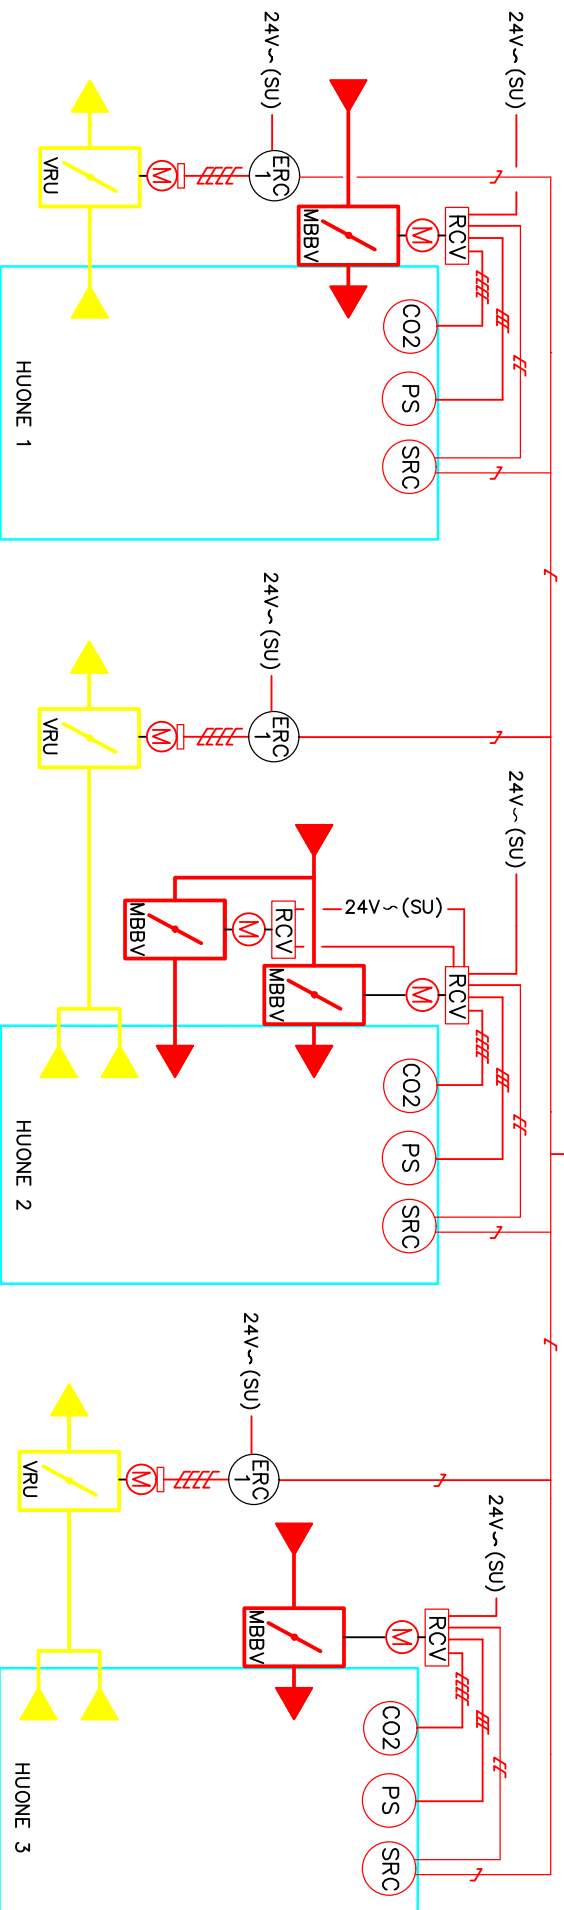 24V~(SU)
24V~(SU)
ERC
1
M
VRU
MBBV
M
RCV
CO2
PS
SRC
HUONE 1
24V~(SU)
ERC
1
M
VRU
24V~(SU)
24V~(SU)
RCV
M
MBBV
RCV
M
MBBV
CO2
PS
SRC
HUONE 2
24V~(SU)
ERC
1
M
VRU
24V~(SU)
RCV
M
MBBV
CO2
PS
SRC
HUONE 3